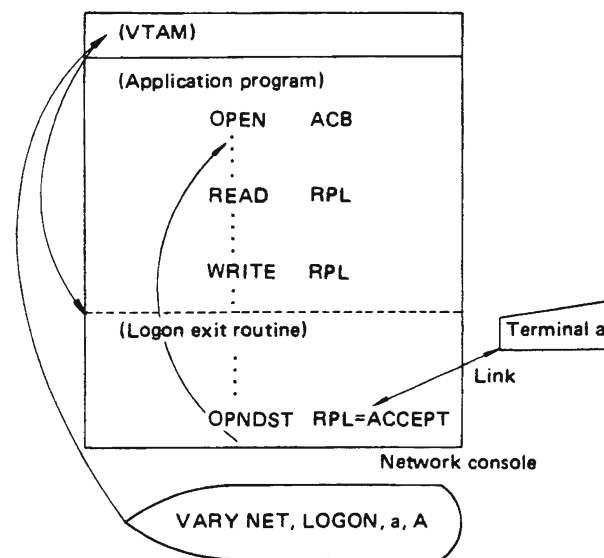 (VTAM)
(Application program)
OPEN ACB
READ RPL
WRITE RPL
(Logon exit routine)
Terminal a
Link
OPNDST RPL=ACCEPT
Network console
VARY NET, LOGON, a, A